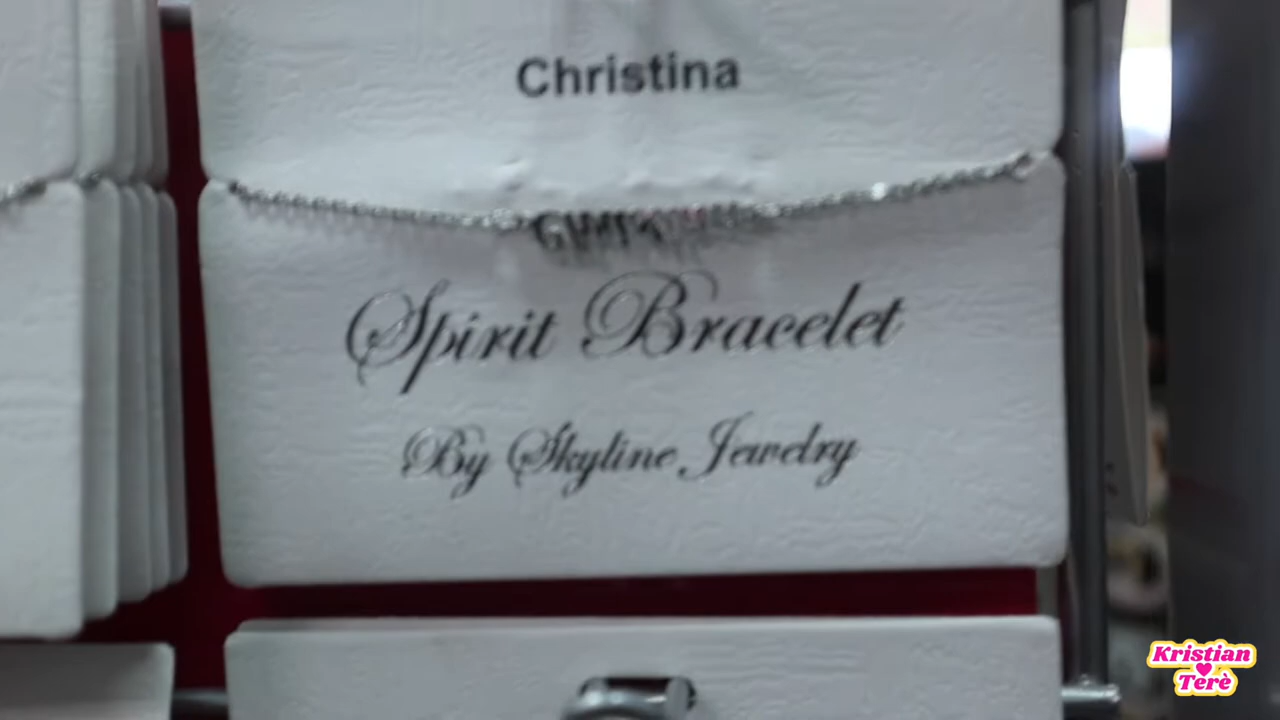 Christina
Spirit Bracelet
By Skyline Jewelry
Kristian
Terè